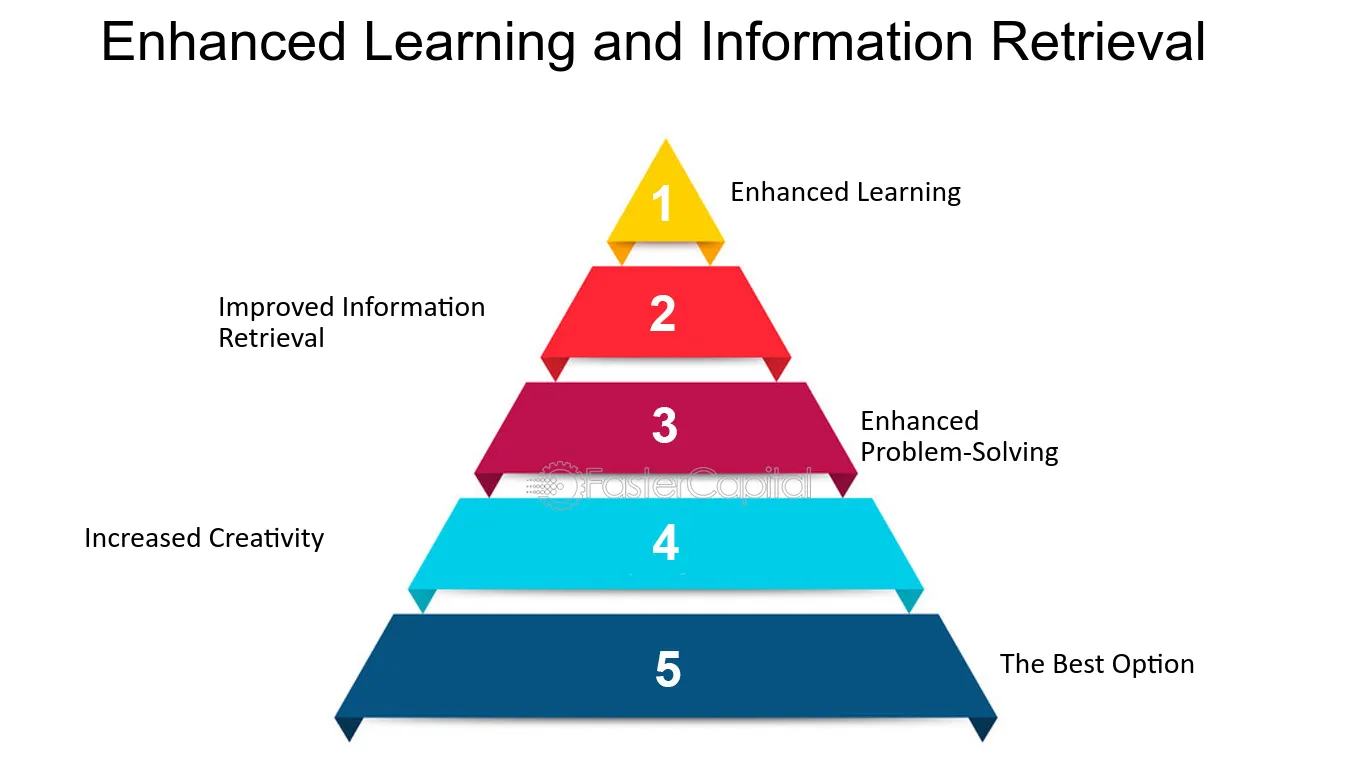 Enhanced Learning and Information Retrieval
1
Enhanced Learning
Improved Information
Retrieval
2
3
Enhanced
Problem-Solving
FasterCapital
Increased Creativity
4
5
The Best Option